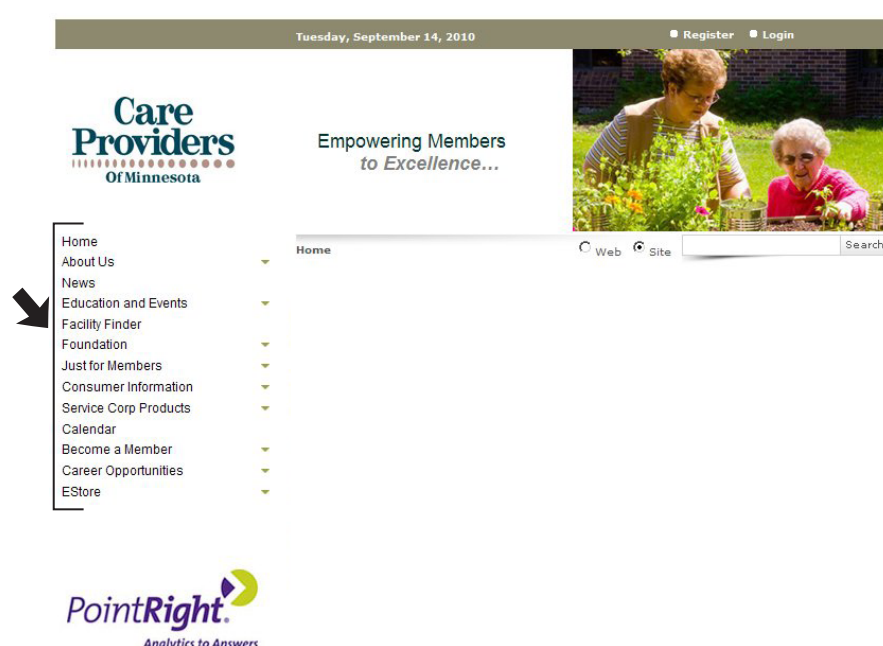 Tuesday, September 14, 2010
Register Login
Care
Providers
Of Minnesota
Empowering Members
to Excellence...
Home
About Us
News
Education and Events
Facility Finder
Foundation
Just for Members
Consumer Information
Service Corp Products
Calendar
Become a Member
Career Opportunities
EStore
Home
Web Site Search
PointRight.
Analytics to Answers